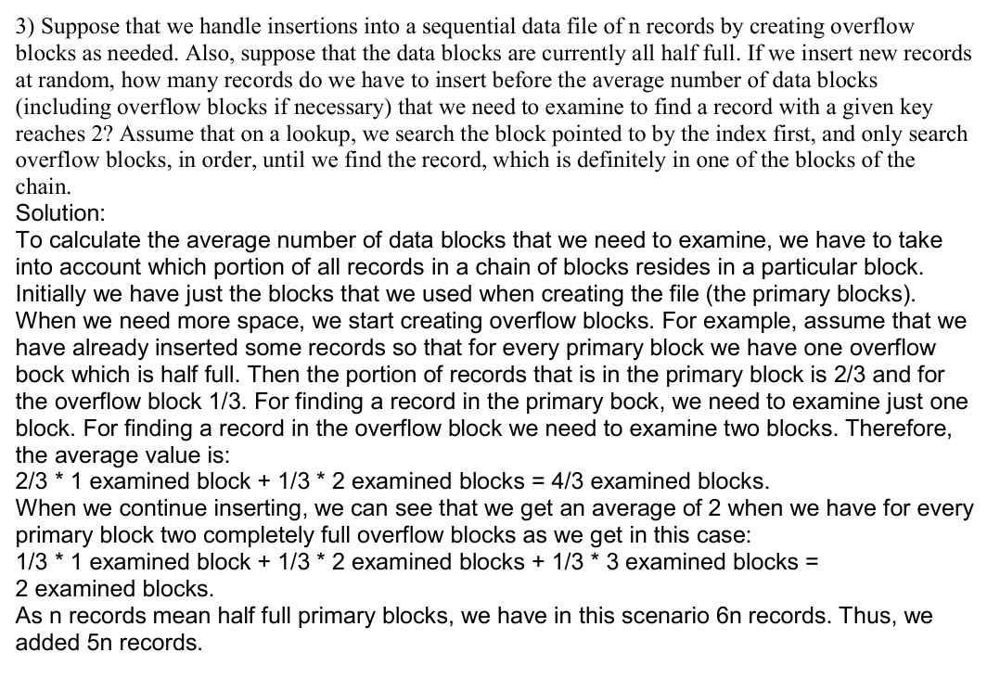 3) Suppose that we handle insertions into a sequential data file of n records by creating overflow
blocks as needed. Also, suppose that the data blocks are currently all half full. If we insert new records
at random, how many records do we have to insert before the average number of data blocks
(including overflow blocks if necessary) that we need to examine to find a record with a given key
reaches 2? Assume that on a lookup, we search the block pointed to by the index first, and only search
overflow blocks, in order, until we find the record, which is definitely in one of the blocks of the
chain.
Solution:
To calculate the average number of data blocks that we need to examine, we have to take
into account which portion of all records in a chain of blocks resides in a particular block.
Initially we have just the blocks that we used when creating the file (the primary blocks).
When we need more space, we start creating overflow blocks. For example, assume that we
have already inserted some records so that for every primary block we have one overflow
bock which is half full. Then the portion of records that is in the primary block is 2/3 and for
the overflow block 1/3. For finding a record in the primary bock, we need to examine just one
block. For finding a record in the overflow block we need to examine two blocks. Therefore,
the average value is:
2/3 * 1 examined block + 1/3 * 2 examined blocks = 4/3 examined blocks.
When we continue inserting, we can see that we get an average of 2 when we have for every
primary block two completely full overflow blocks as we get in this case:
1/3 * 1 examined block + 1/3 * 2 examined blocks + 1/3 * 3 examined blocks =
2 examined blocks.
As n records mean half full primary blocks, we have in this scenario 6n records. Thus, we
added 5n records.